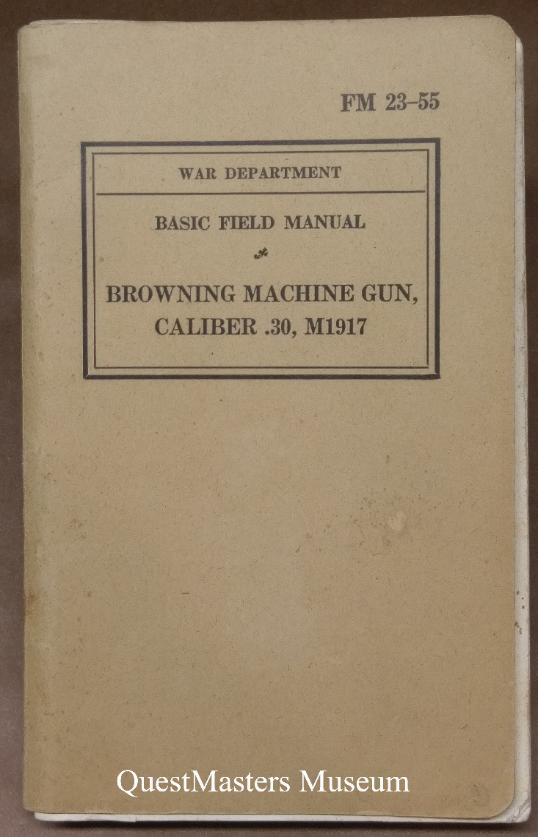 FM 23–55
WAR DEPARTMENT
BASIC FIELD MANUAL
BROWNING MACHINE GUN,
CALIBER .30, M1917
QuestMasters Museum